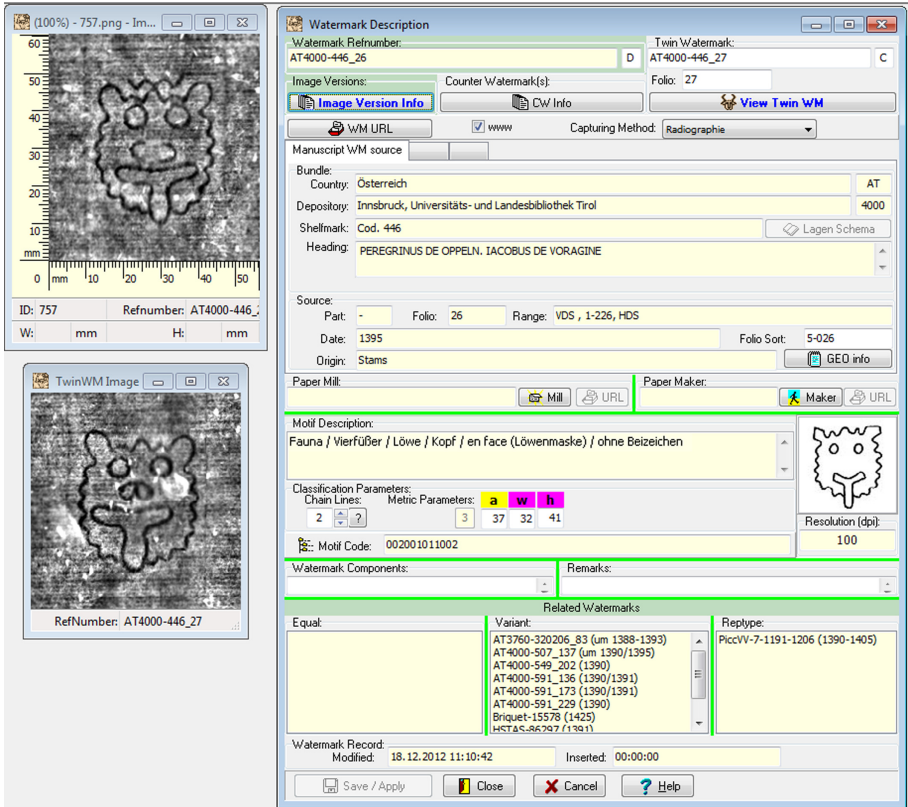 (100%) - 757.png - Im...
60
50
40
30
20
10
mm
0 mm 10 20 30 40 50
ID: 757 Refnumber: AT4000-446_
W: mm H: mm
TwinWM Image
RefNumber: AT4000-446_27
Watermark Description
Watermark Refnumber: Twin Watermark:
AT4000-446_26 D AT4000-446_27 C
Image Versions: Counter Watermark(s): Folio: 27
Image Version Info CW Info View Twin WM
WM URL www Capturing Method: Radiographie
Manuscript WM source
Bundle:
Country: Österreich AT
Depository: Innsbruck, Universitäts- und Landesbibliothek Tirol 4000
Shelfmark: Cod. 446 Lagen Schema
Heading: PEREGRINUS DE OPPELN. IACOBUS DE VORAGINE
Source:
Part: - Folio: 26 Range: VDS , 1-226, HDS
Date: 1395 Folio Sort: 5-026
Origin: Stams GEO info
Paper Mill: Paper Maker:
Mill URL Maker URL
Motif Description:
Fauna / Vierfüßer / Löwe / Kopf / en face (Löwenmaske) / ohne Beizeichen
Classification Parameters:
Chain Lines: Metric Parameters: a w h
2 ? 3 37 32 41
Resolution (dpi):
100
Motif Code: 002001011002
Watermark Components: Remarks:
Related Watermarks
Equal: Variant: Reptype:
AT3760-320206_83 (um 1388-1393) PiccVV-7-1191-1206 (1390-1405)
AT4000-507_137 (um 1390/1395)
AT4000-549_202 (1390)
AT4000-591_136 (1390/1391)
AT4000-591_173 (1390/1391)
AT4000-591_229 (1390)
Briquet-15578 (1425)
HSTAS-86297 (1391)
Watermark Record:
Modified: 18.12.2012 11:10:42 Inserted: 00:00:00
Save / Apply Close Cancel Help